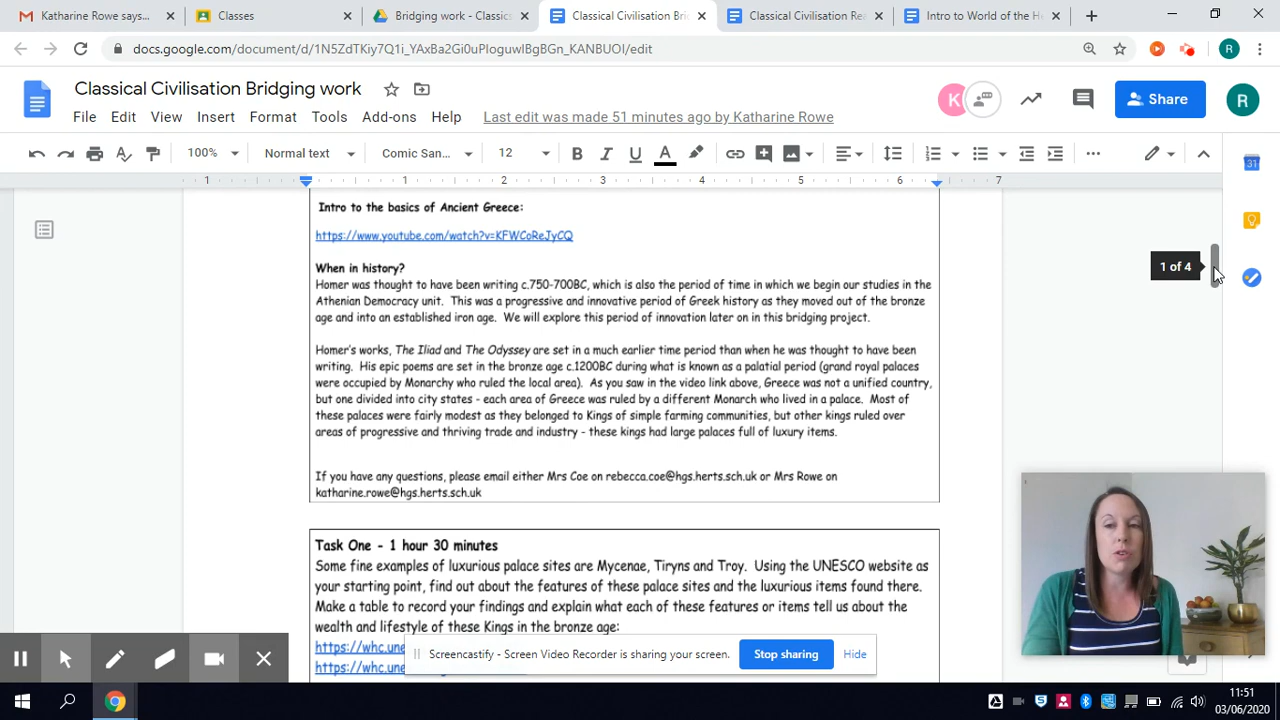 Katharine Rowe says...
Classes
Bridging work - Classics
Classical Civilisation Bri
Classical Civilisation Rea
Intro to World of the H
docs.google.com/document/d/1N5ZdTKiy7Q1i_YAxBa2Gi0uPIoguwIBgBGn_KANBUOI/edit
R
Classical Civilisation Bridging work
K
Share
R
File Edit View Insert Format Tools Add-ons Help Last edit was made 51 minutes ago by Katharine Rowe
100% Normal text Comic San... 12 B I U A
1 1 2 3 4 5 6 7
31
Intro to the basics of Ancient Greece:
https://www.youtube.com/watch?v=KFWCoReJyCQ
When in history?
1 of 4
Homer was thought to have been writing c.750-700BC, which is also the period of time in which we begin our studies in the
Athenian Democracy unit. This was a progressive and innovative period of Greek history as they moved out of the bronze
age and into an established iron age. We will explore this period of innovation later on in this bridging project.
Homer's works, The Iliad and The Odyssey are set in a much earlier time period than when he was thought to have been
writing. His epic poems are set in the bronze age c.1200BC during what is known as a palatial period (grand royal palaces
were occupied by Monarchy who ruled the local area). As you saw in the video link above, Greece was not a unified country,
but one divided into city states - each area of Greece was ruled by a different Monarch who lived in a palace. Most of
these palaces were fairly modest as they belonged to Kings of simple farming communities, but other kings ruled over
areas of progressive and thriving trade and industry - these kings had large palaces full of luxury items.
If you have any questions, please email either Mrs Coe on rebecca.coe@hgs.herts.sch.uk or Mrs Rowe on
katharine.rowe@hgs.herts.sch.uk
Task One - 1 hour 30 minutes
Some fine examples of luxurious palace sites are Mycenae, Tiryns and Troy. Using the UNESCO website as
your starting point, find out about the features of these palace sites and the luxurious items found there.
Make a table to record your findings and explain what each of these features or items tell us about the
wealth and lifestyle of these Kings in the bronze age:
https://whc.une
https://whc.une
Screencastify - Screen Video Recorder is sharing your screen.
Stop sharing
Hide
11:51
03/06/2020